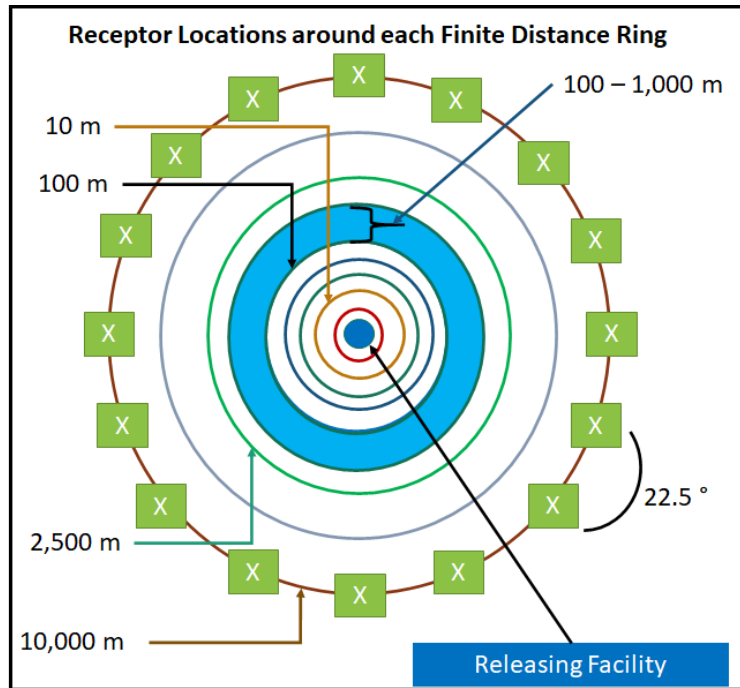 Receptor Locations around each Finite Distance Ring
X
100 – 1,000 m
X
X
10 m
X
X
100 m
X
X
X
X
X
X
X
22.5 °
X
2,500 m
X
X
X
10,000 m
Releasing Facility